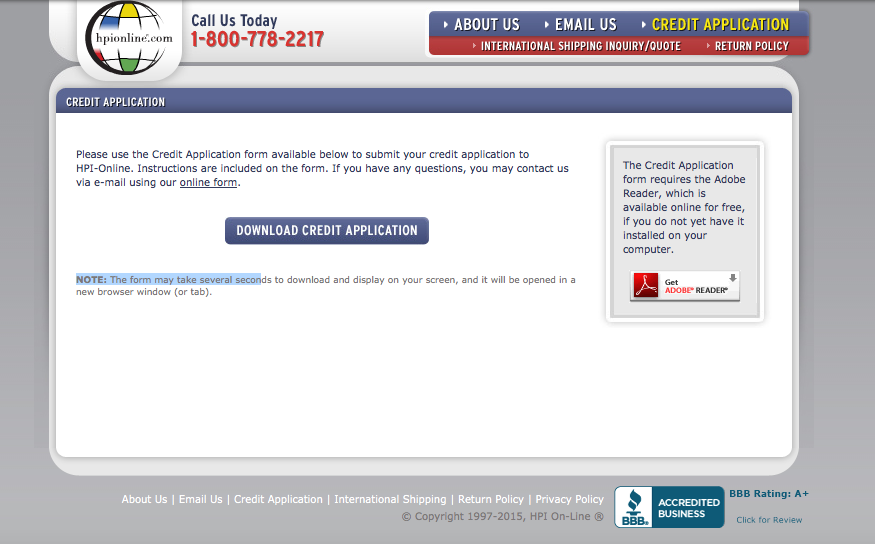 hpionline.com
Call Us Today
1-800-778-2217
ABOUT US
EMAIL US
CREDIT APPLICATION
INTERNATIONAL SHIPPING INQUIRY/QUOTE
RETURN POLICY
CREDIT APPLICATION
Please use the Credit Application form available below to submit your credit application to
HPI-Online. Instructions are included on the form. If you have any questions, you may contact us
via e-mail using our online form.
DOWNLOAD CREDIT APPLICATION
NOTE: The form may take several seconds to download and display on your screen, and it will be opened in a
new browser window (or tab).
The Credit Application
form requires the Adobe
Reader, which is
available online for free,
if you do not yet have it
installed on your
computer.
Get
ADOBE® READER®
About Us | Email Us | Credit Application | International Shipping | Return Policy | Privacy Policy
© Copyright 1997-2015, HPI On-Line ®
BBB®
ACCREDITED
BUSINESS
BBB Rating: A+
Click for Review